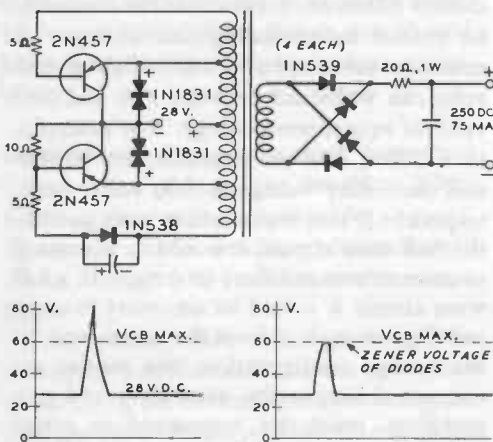 5Ω
2N457
+
1N1831
28 V.
- +
10Ω
1N1831
+
5Ω
2N457
1N538
+ -
(4 EACH)
1N539
20Ω, 1W
+
250 DC
75 MA
-
V.
80
60
40
20
0
VCB MAX.
28 V. D.C.
V.
80
60
40
20
0
VCB MAX.
ZENER VOLTAGE
OF DIODES